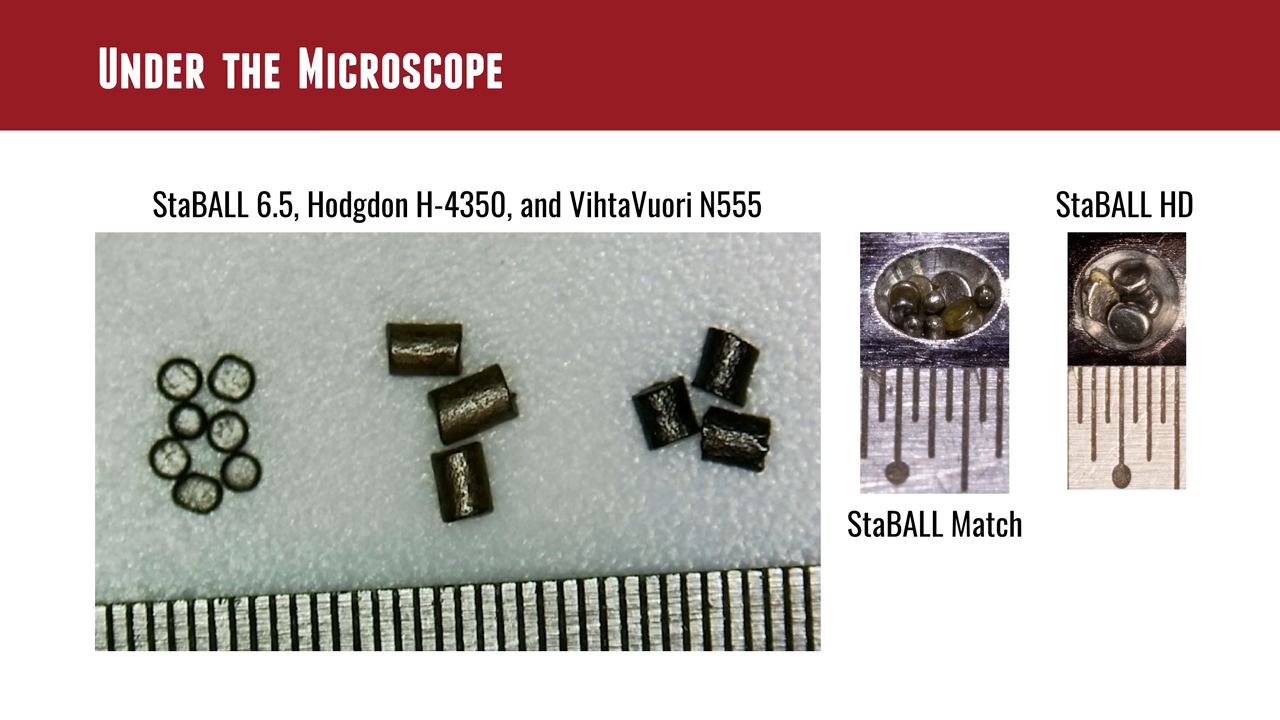 Under the Microscope
StaBALL 6.5, Hodgdon H-4350, and VihtaVuori N555
StaBALL HD
StaBALL Match